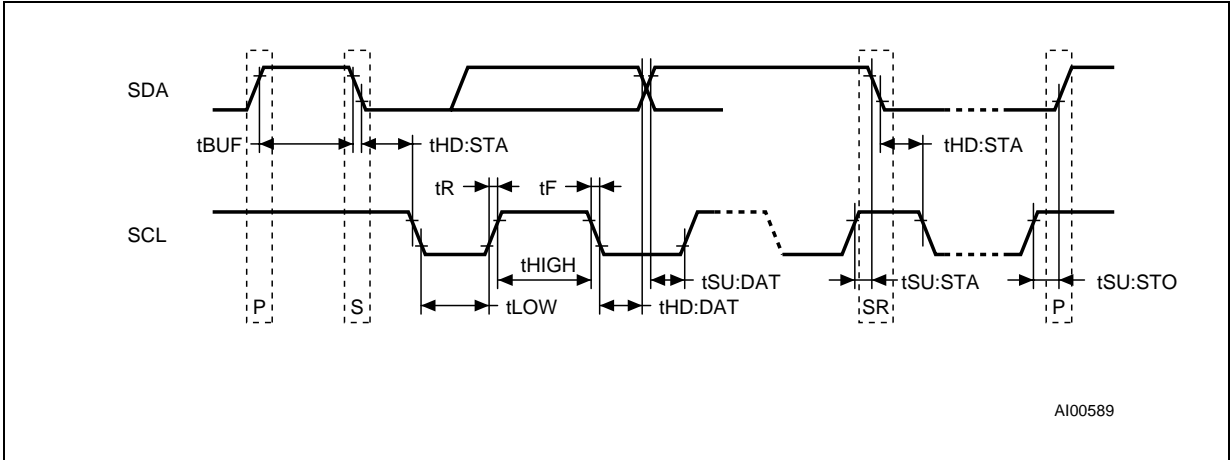 SDA
tBUF
tHD:STA
tHD:STA
tR
tF
SCL
tHIGH
tSU:DAT
tSU:STA
tSU:STO
P
S
tLOW
tHD:DAT
SR
P
AI00589